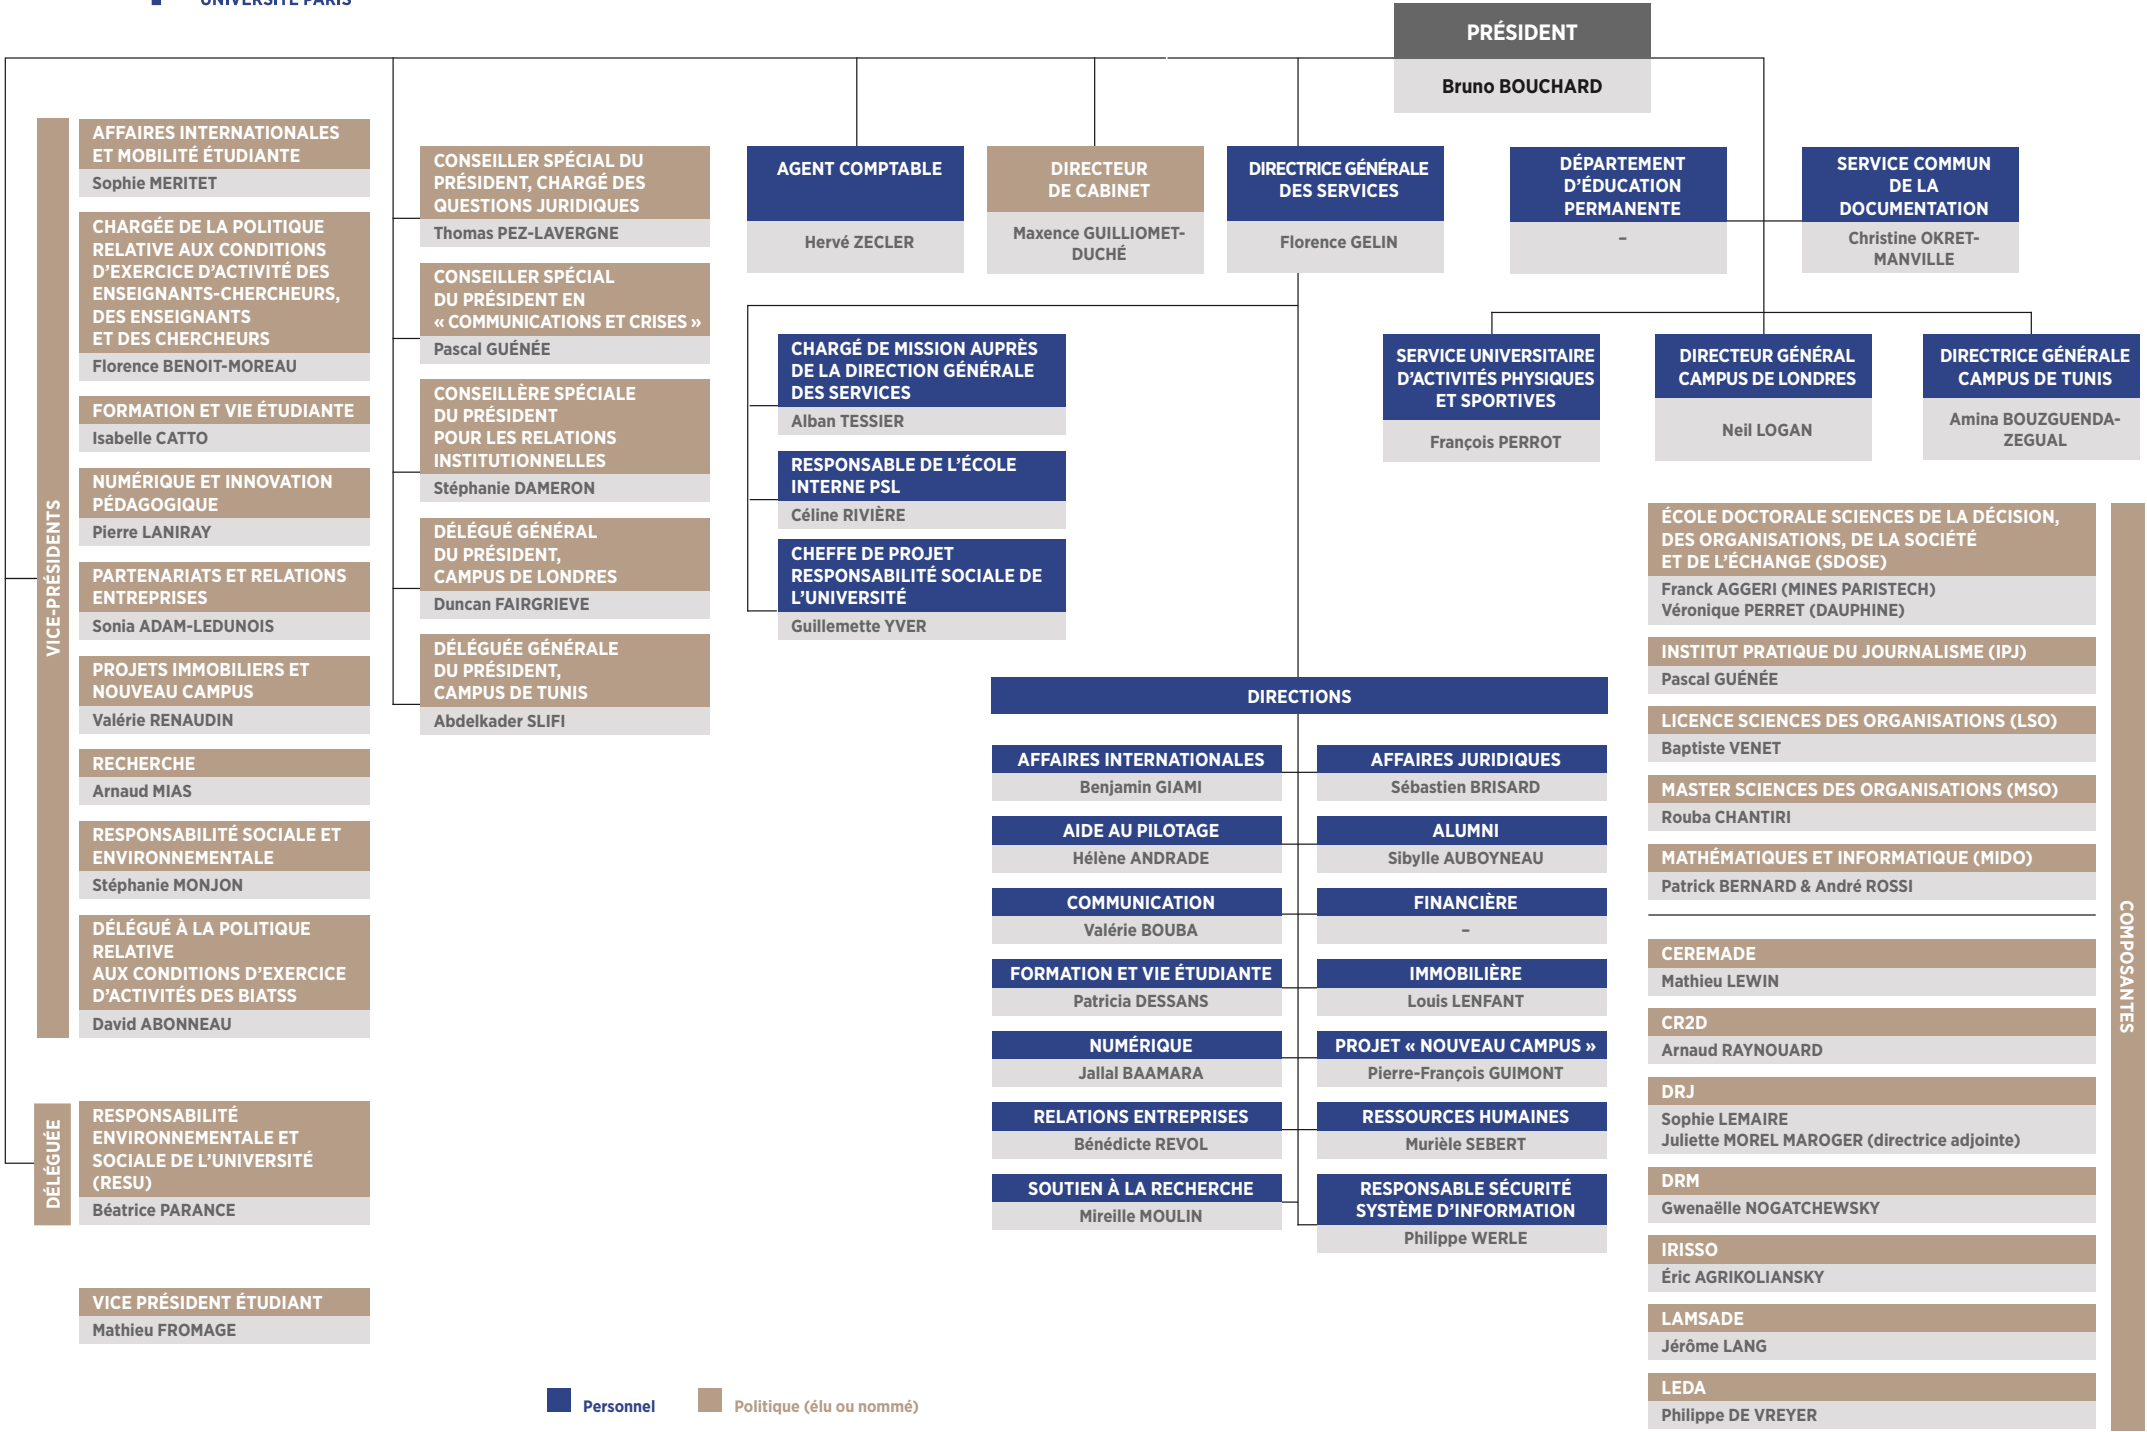 UNIVERSITÉ PARIS
PRÉSIDENT
Bruno BOUCHARD
VICE-PRÉSIDENTS
AFFAIRES INTERNATIONALES
ET MOBILITÉ ÉTUDIANTE
Sophie MERITET
CHARGÉE DE LA POLITIQUE
RELATIVE AUX CONDITIONS
D’EXERCICE D’ACTIVITÉ DES
ENSEIGNANTS-CHERCHEURS,
DES ENSEIGNANTS
ET DES CHERCHEURS
Florence BENOIT-MOREAU
FORMATION ET VIE ÉTUDIANTE
Isabelle CATTO
NUMÉRIQUE ET INNOVATION
PÉDAGOGIQUE
Pierre LANIRAY
PARTENARIATS ET RELATIONS
ENTREPRISES
Sonia ADAM-LEDUNOIS
PROJETS IMMOBILIERS ET
NOUVEAU CAMPUS
Valérie RENAUDIN
RECHERCHE
Arnaud MIAS
RESPONSABILITÉ SOCIALE ET
ENVIRONNEMENTALE
Stéphanie MONJON
DÉLÉGUÉ À LA POLITIQUE
RELATIVE
AUX CONDITIONS D’EXERCICE
D’ACTIVITÉS DES BIATSS
David ABONNEAU
DÉLÉGUÉE
RESPONSABILITÉ
ENVIRONNEMENTALE ET
SOCIALE DE L’UNIVERSITÉ
(RESU)
Béatrice PARANCE
VICE PRÉSIDENT ÉTUDIANT
Mathieu FROMAGE
CONSEILLER SPÉCIAL DU
PRÉSIDENT, CHARGÉ DES
QUESTIONS JURIDIQUES
Thomas PEZ-LAVERGNE
CONSEILLER SPÉCIAL
DU PRÉSIDENT EN
« COMMUNICATIONS ET CRISES »
Pascal GUÉNÉE
CONSEILLÈRE SPÉCIALE
DU PRÉSIDENT
POUR LES RELATIONS
INSTITUTIONNELLES
Stéphanie DAMERON
DÉLÉGUÉ GÉNÉRAL
DU PRÉSIDENT,
CAMPUS DE LONDRES
Duncan FAIRGRIEVE
DÉLÉGUÉE GÉNÉRALE
DU PRÉSIDENT,
CAMPUS DE TUNIS
Abdelkader SLIFI
AGENT COMPTABLE
Hervé ZECLER
DIRECTEUR
DE CABINET
Maxence GUILLIOMET-
DUCHÉ
DIRECTRICE GÉNÉRALE
DES SERVICES
Florence GELIN
DÉPARTEMENT
D’ÉDUCATION
PERMANENTE
–
SERVICE COMMUN
DE LA
DOCUMENTATION
Christine OKRET-
MANVILLE
CHARGÉ DE MISSION AUPRÈS
DE LA DIRECTION GÉNÉRALE
DES SERVICES
Alban TESSIER
RESPONSABLE DE L’ÉCOLE
INTERNE PSL
Céline RIVIÈRE
CHEFFE DE PROJET
RESPONSABILITÉ SOCIALE DE
L’UNIVERSITÉ
Guillemette YVER
SERVICE UNIVERSITAIRE
D’ACTIVITÉS PHYSIQUES
ET SPORTIVES
François PERROT
DIRECTEUR GÉNÉRAL
CAMPUS DE LONDRES
Neil LOGAN
DIRECTRICE GÉNÉRALE
CAMPUS DE TUNIS
Amina BOUZGUENDA-
ZEGUAL
DIRECTIONS
AFFAIRES INTERNATIONALES
Benjamin GIAMI
AFFAIRES JURIDIQUES
Sébastien BRISARD
AIDE AU PILOTAGE
Hélène ANDRADE
ALUMNI
Sibylle AUBOYNEAU
COMMUNICATION
Valérie BOUBA
FINANCIÈRE
–
FORMATION ET VIE ÉTUDIANTE
Patricia DESSANS
IMMOBILIÈRE
Louis LENFANT
NUMÉRIQUE
Jallal BAAMARA
PROJET « NOUVEAU CAMPUS »
Pierre-François GUIMONT
RELATIONS ENTREPRISES
Bénédicte REVOL
RESSOURCES HUMAINES
Murièle SEBERT
SOUTIEN À LA RECHERCHE
Mireille MOULIN
RESPONSABLE SÉCURITÉ
SYSTÈME D’INFORMATION
Philippe WERLE
COMPOSANTES
ÉCOLE DOCTORALE SCIENCES DE LA DÉCISION,
DES ORGANISATIONS, DE LA SOCIÉTÉ
ET DE L’ÉCHANGE (SDOSE)
Franck AGGERI (MINES PARISTECH)
Véronique PERRET (DAUPHINE)
INSTITUT PRATIQUE DU JOURNALISME (IPJ)
Pascal GUÉNÉE
LICENCE SCIENCES DES ORGANISATIONS (LSO)
Baptiste VENET
MASTER SCIENCES DES ORGANISATIONS (MSO)
Rouba CHANTIRI
MATHÉMATIQUES ET INFORMATIQUE (MIDO)
Patrick BERNARD & André ROSSI
CEREMADE
Mathieu LEWIN
CR2D
Arnaud RAYNOUARD
DRJ
Sophie LEMAIRE
Juliette MOREL MAROGER (directrice adjointe)
DRM
Gwenaëlle NOGATCHEWSKY
IRISSO
Éric AGRIKOLIANSKY
LAMSADE
Jérôme LANG
LEDA
Philippe DE VREYER
Personnel
Politique (élu ou nommé)